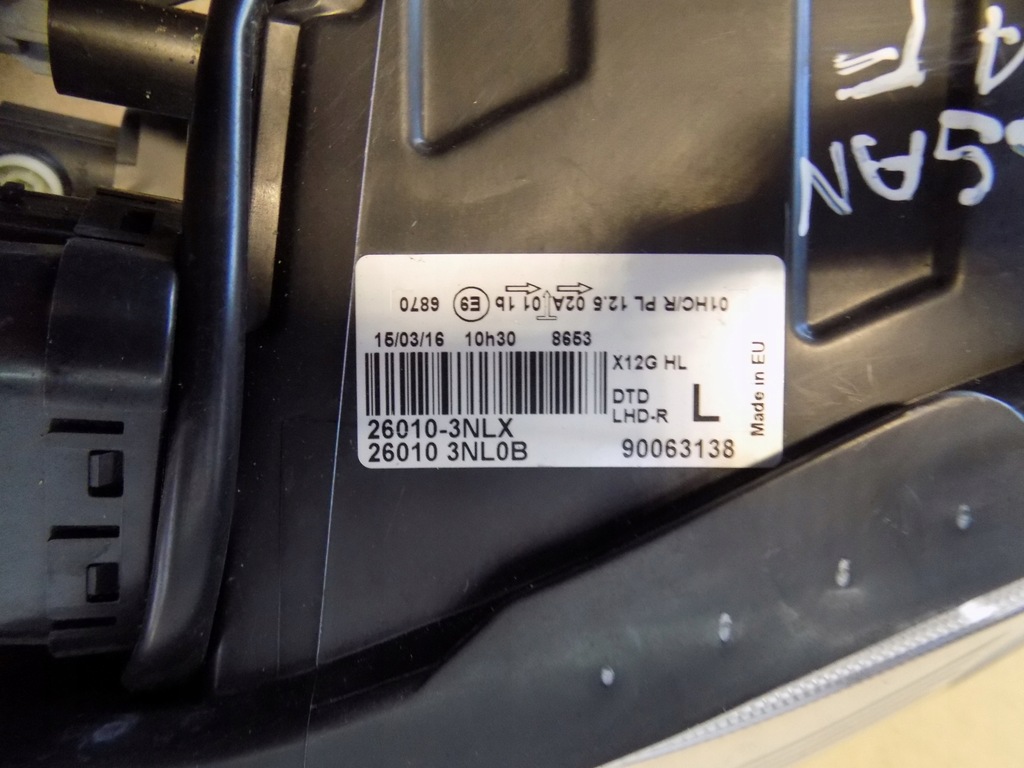 01HC/R PL 12.5 02A 01 1b E9 6870
15/03/16 10h30 8653
X12G HL
DTD
LHD-R
L
Made in EU
26010-3NLX
26010 3NL0B
90063138